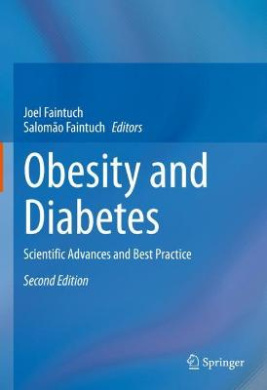 Joel Faintuch
Salomão Faintuch Editors
Obesity and
Diabetes
Scientific Advances and Best Practice
Second Edition
Springer